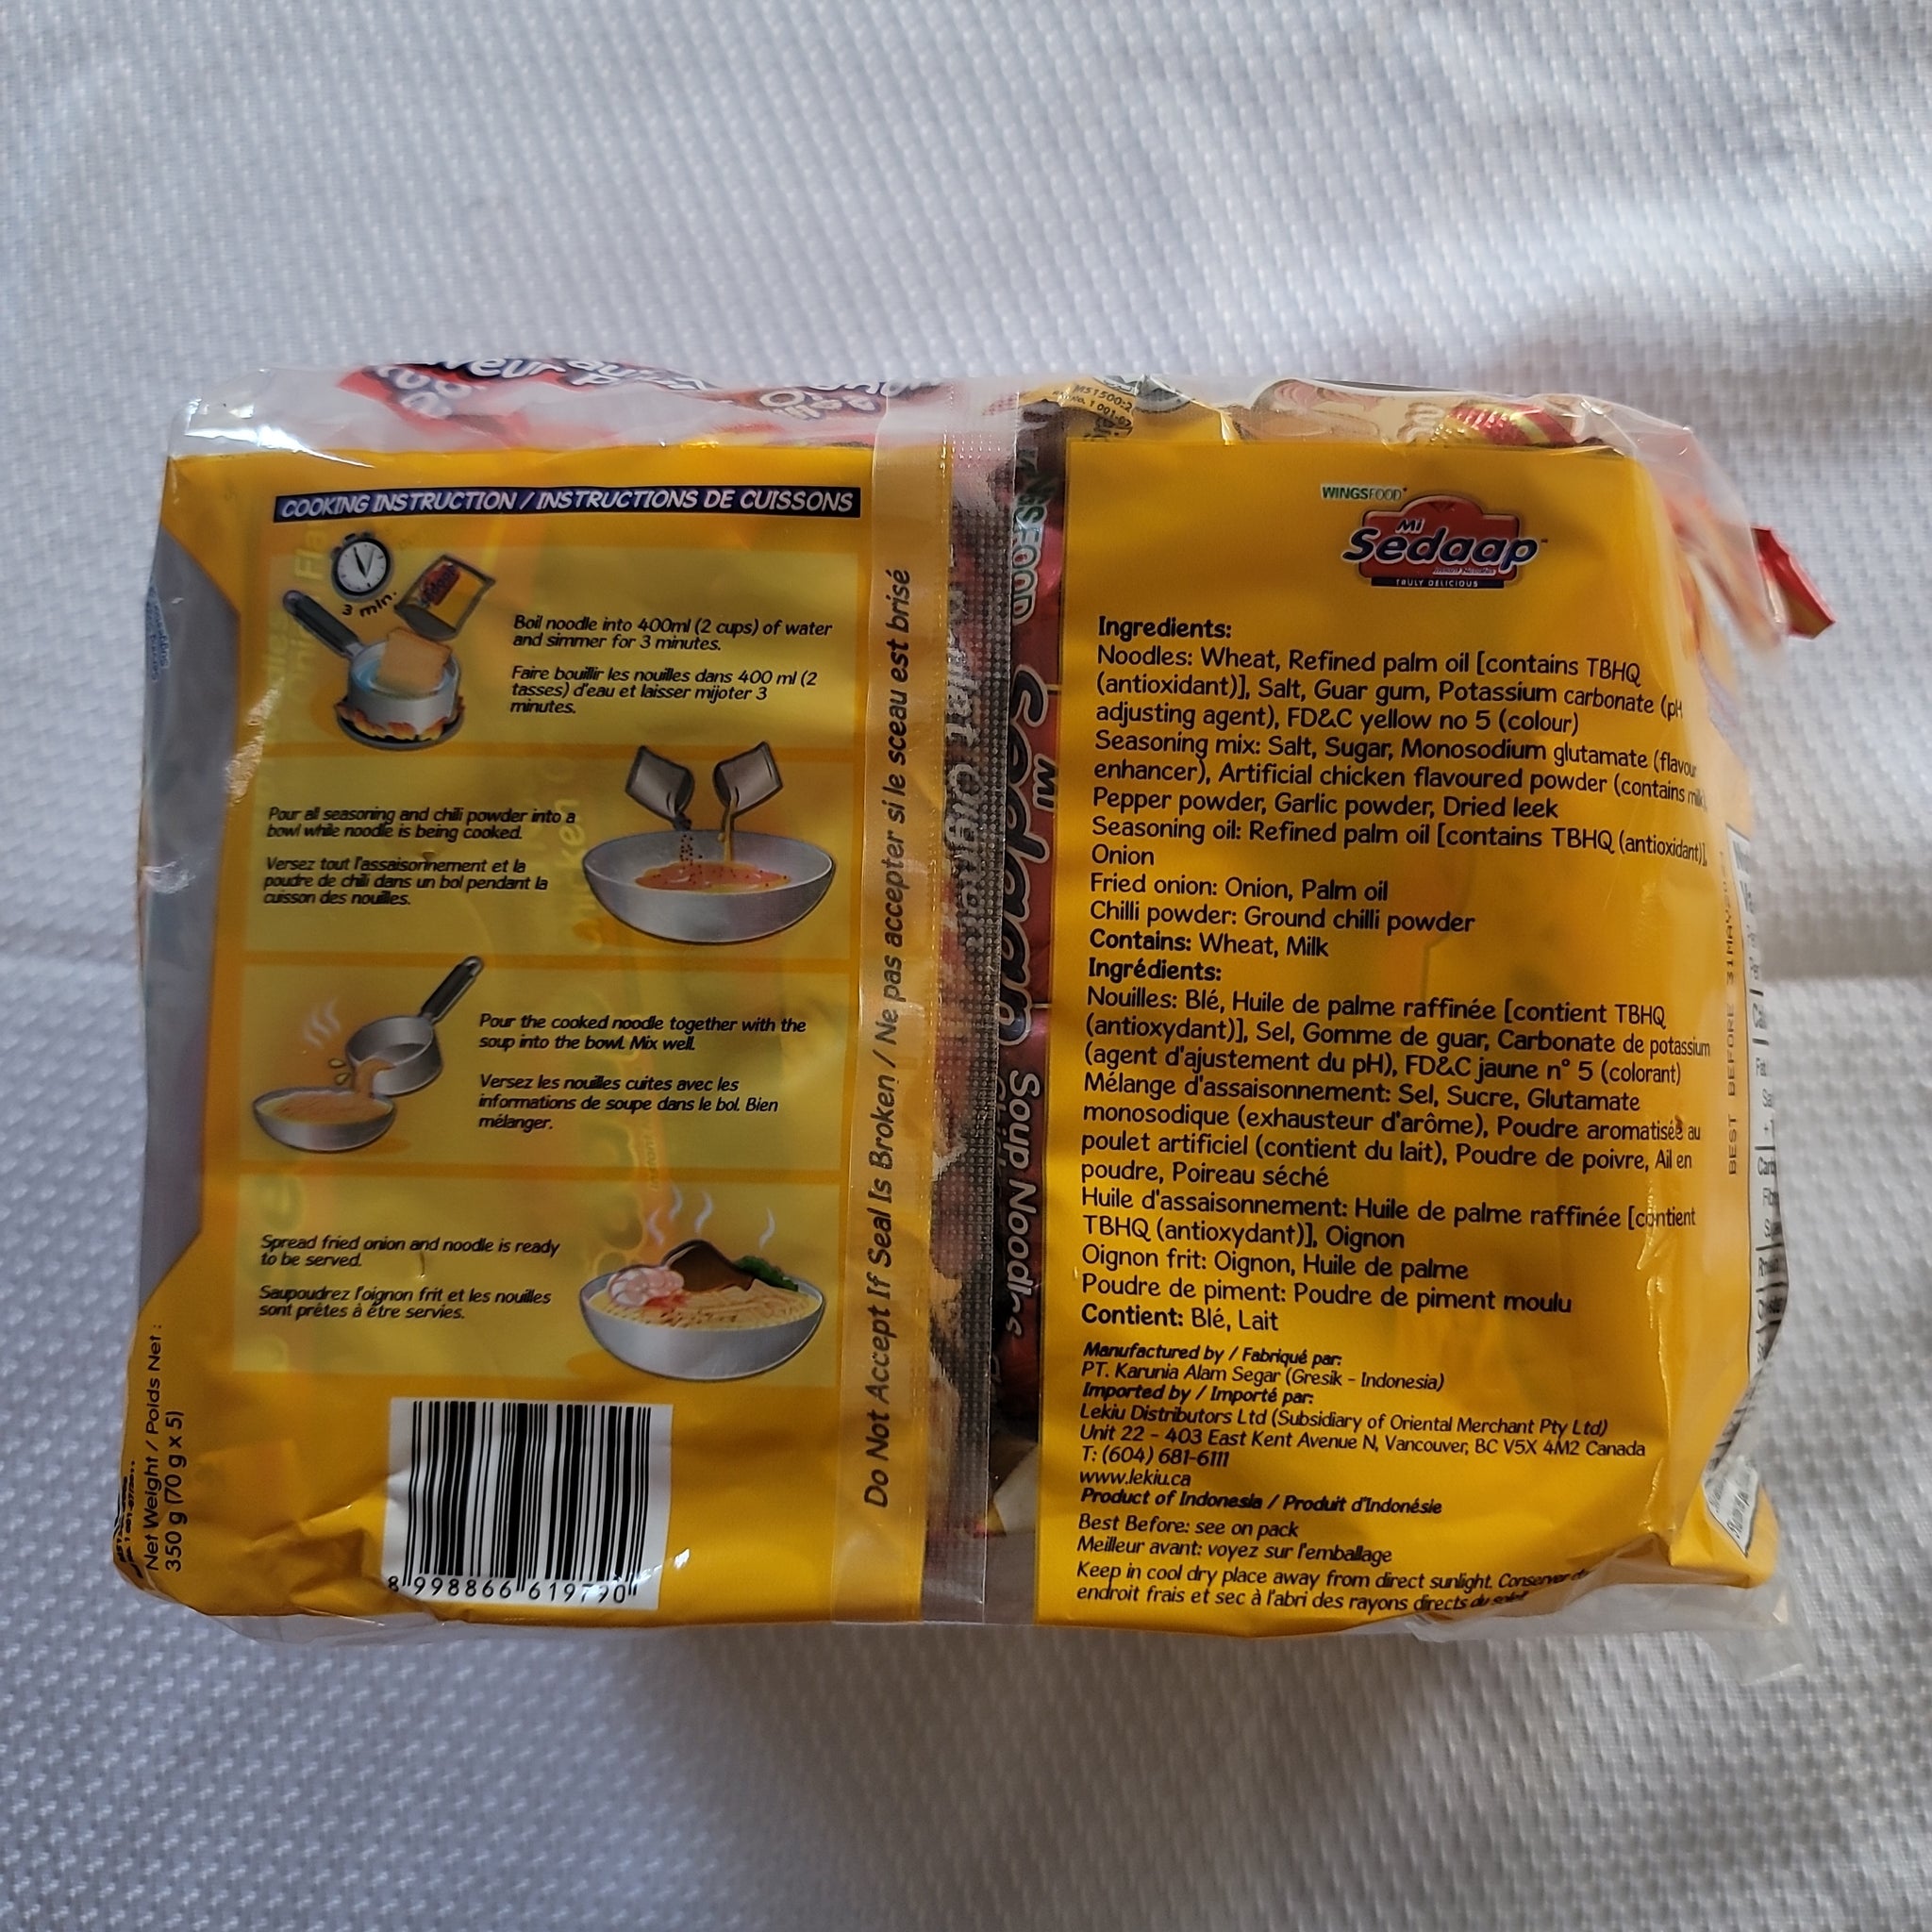 COOKING INSTRUCTION / INSTRUCTIONS DE CUISSONS
3 min.
Boil noodle into 400ml (2 cups) of water
and simmer for 3 minutes.
Faire bouillir les nouilles dans 400 ml (2
tasses) d'eau et laisser mijoter 3
minutes.
Pour all seasoning and chili powder into a
bowl while noodle is being cooked.
Versez tout l'assaisonnement et la
poudre de chili dans un bol pendant la
cuisson des nouilles.
Pour the cooked noodle together with the
soup into the bowl. Mix well.
Versez les nouilles cuites avec les
informations de soupe dans le bol. Bien
mélanger.
Spread fried onion and noodle is ready
to be served.
Saupoudrez l'oignon frit et les nouilles
sont prêtes à être servies.
Net Weight / Poids Net :
350 g (70 g x 5)
8 998866 619790
Do Not Accept If Seal Is Broken / Ne pas accepter si le sceau est brisé
Mi
Sedaap
Soup Noodles
WINGSFOOD
Mi
Sedaap
Instant Noodles
TRULY DELICIOUS
Ingredients:
Noodles: Wheat, Refined palm oil [contains TBHQ
(antioxidant)], Salt, Guar gum, Potassium carbonate (pH
adjusting agent), FD&C yellow no 5 (colour)
Seasoning mix: Salt, Sugar, Monosodium glutamate (flavour
enhancer), Artificial chicken flavoured powder (contains milk)
Pepper powder, Garlic powder, Dried leek
Seasoning oil: Refined palm oil [contains TBHQ (antioxidant)],
Onion
Fried onion: Onion, Palm oil
Chilli powder: Ground chilli powder
Contains: Wheat, Milk
Ingrédients:
Nouilles: Blé, Huile de palme raffinée [contient TBHQ
(antioxydant)], Sel, Gomme de guar, Carbonate de potassium
(agent d'ajustement du pH), FD&C jaune n° 5 (colorant)
Mélange d'assaisonnement: Sel, Sucre, Glutamate
monosodique (exhausteur d'arôme), Poudre aromatisée au
poulet artificiel (contient du lait), Poudre de poivre, Ail en
poudre, Poireau séché
Huile d'assaisonnement: Huile de palme raffinée [contient
TBHQ (antioxydant)], Oignon
Oignon frit: Oignon, Huile de palme
Poudre de piment: Poudre de piment moulu
Contient: Blé, Lait
Manufactured by / Fabriqué par:
PT. Karunia Alam Segar (Gresik - Indonesia)
Imported by / Importé par:
Lekiu Distributors Ltd (Subsidiary of Oriental Merchant Pty Ltd)
Unit 22 - 403 East Kent Avenue N, Vancouver, BC V5X 4M2 Canada
T: (604) 681-6111
www.lekiu.ca
Product of Indonesia / Produit d'Indonésie
Best Before: see on pack
Meilleur avant: voyez sur l'emballage
Keep in cool dry place away from direct sunlight. Conserver
endroit frais et sec à l'abri des rayons directs du soleil
BEST BEFORE 31MAY